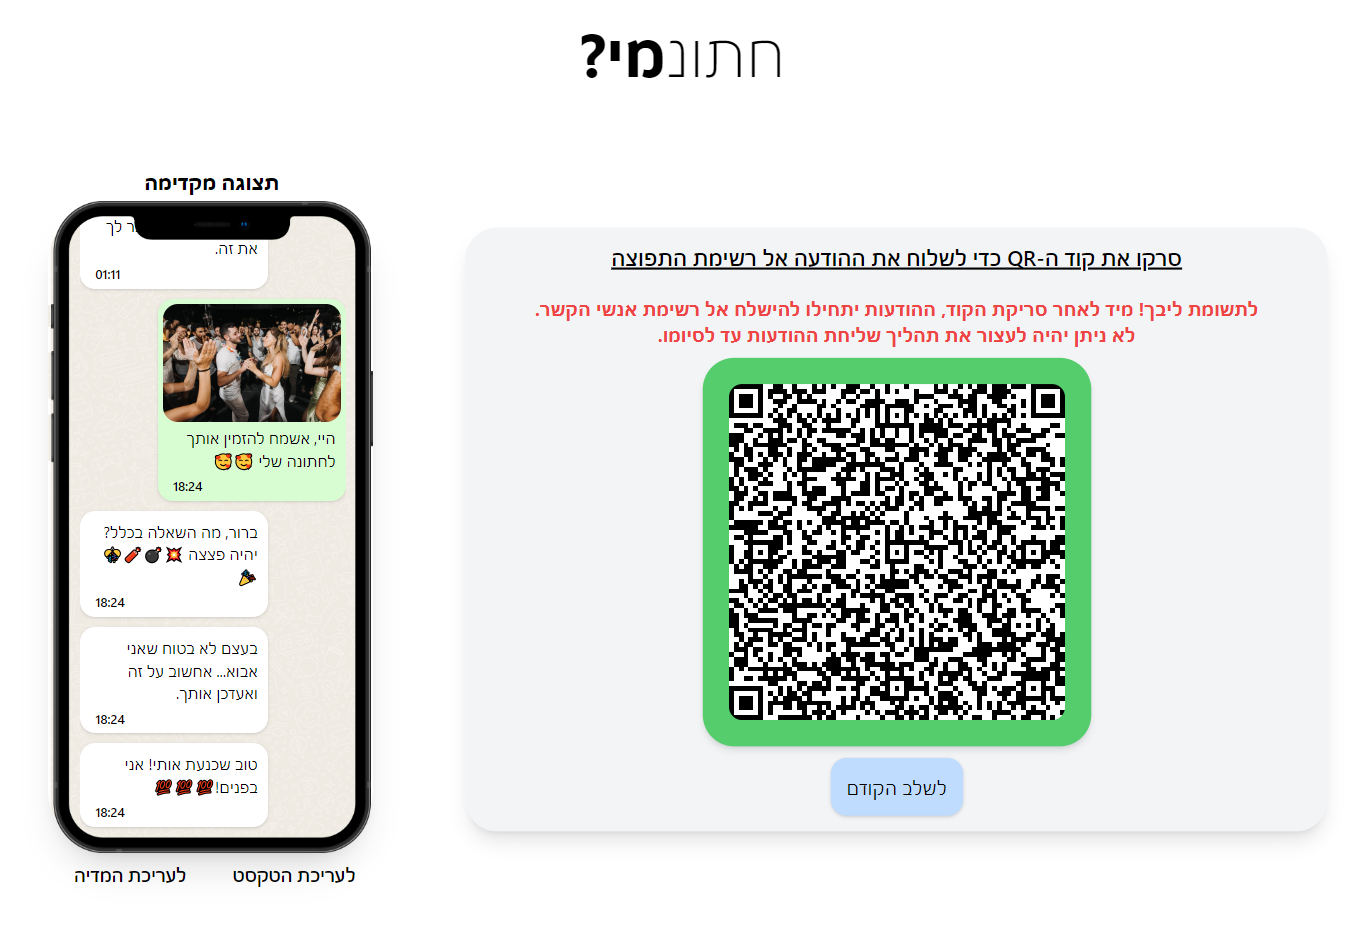 חתונמי?
תצוגה מקדימה
לך
את זה.
01:11
היי, אשמח להזמין אותך
לחתונה שלי 🥰🥰
18:24
ברור, מה השאלה בכלל?
יהיה פצצה 💥💣🧨
18:24
בעצם לא בטוח שאני
אבוא... אחשוב על זה
ואעדכן אותך.
18:24
טוב שכנעת אותי! אני
בפנים!💯💯💯
18:24
לעריכת הטקסט
לעריכת המדיה
סרקו את קוד ה-QR כדי לשלוח את ההודעה אל רשימת התפוצה
לתשומת ליבך! מיד לאחר סריקת הקוד, ההודעות יתחילו להישלח אל רשימת אנשי הקשר.
לא ניתן יהיה לעצור את תהליך שליחת ההודעות עד לסיומו.
לשלב הקודם